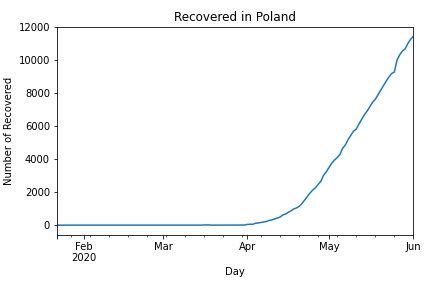 Recovered in Poland
Number of Recovered
12000
10000
8000
6000
4000
2000
0
Feb
2020
Mar
Apr
May
Jun
Day